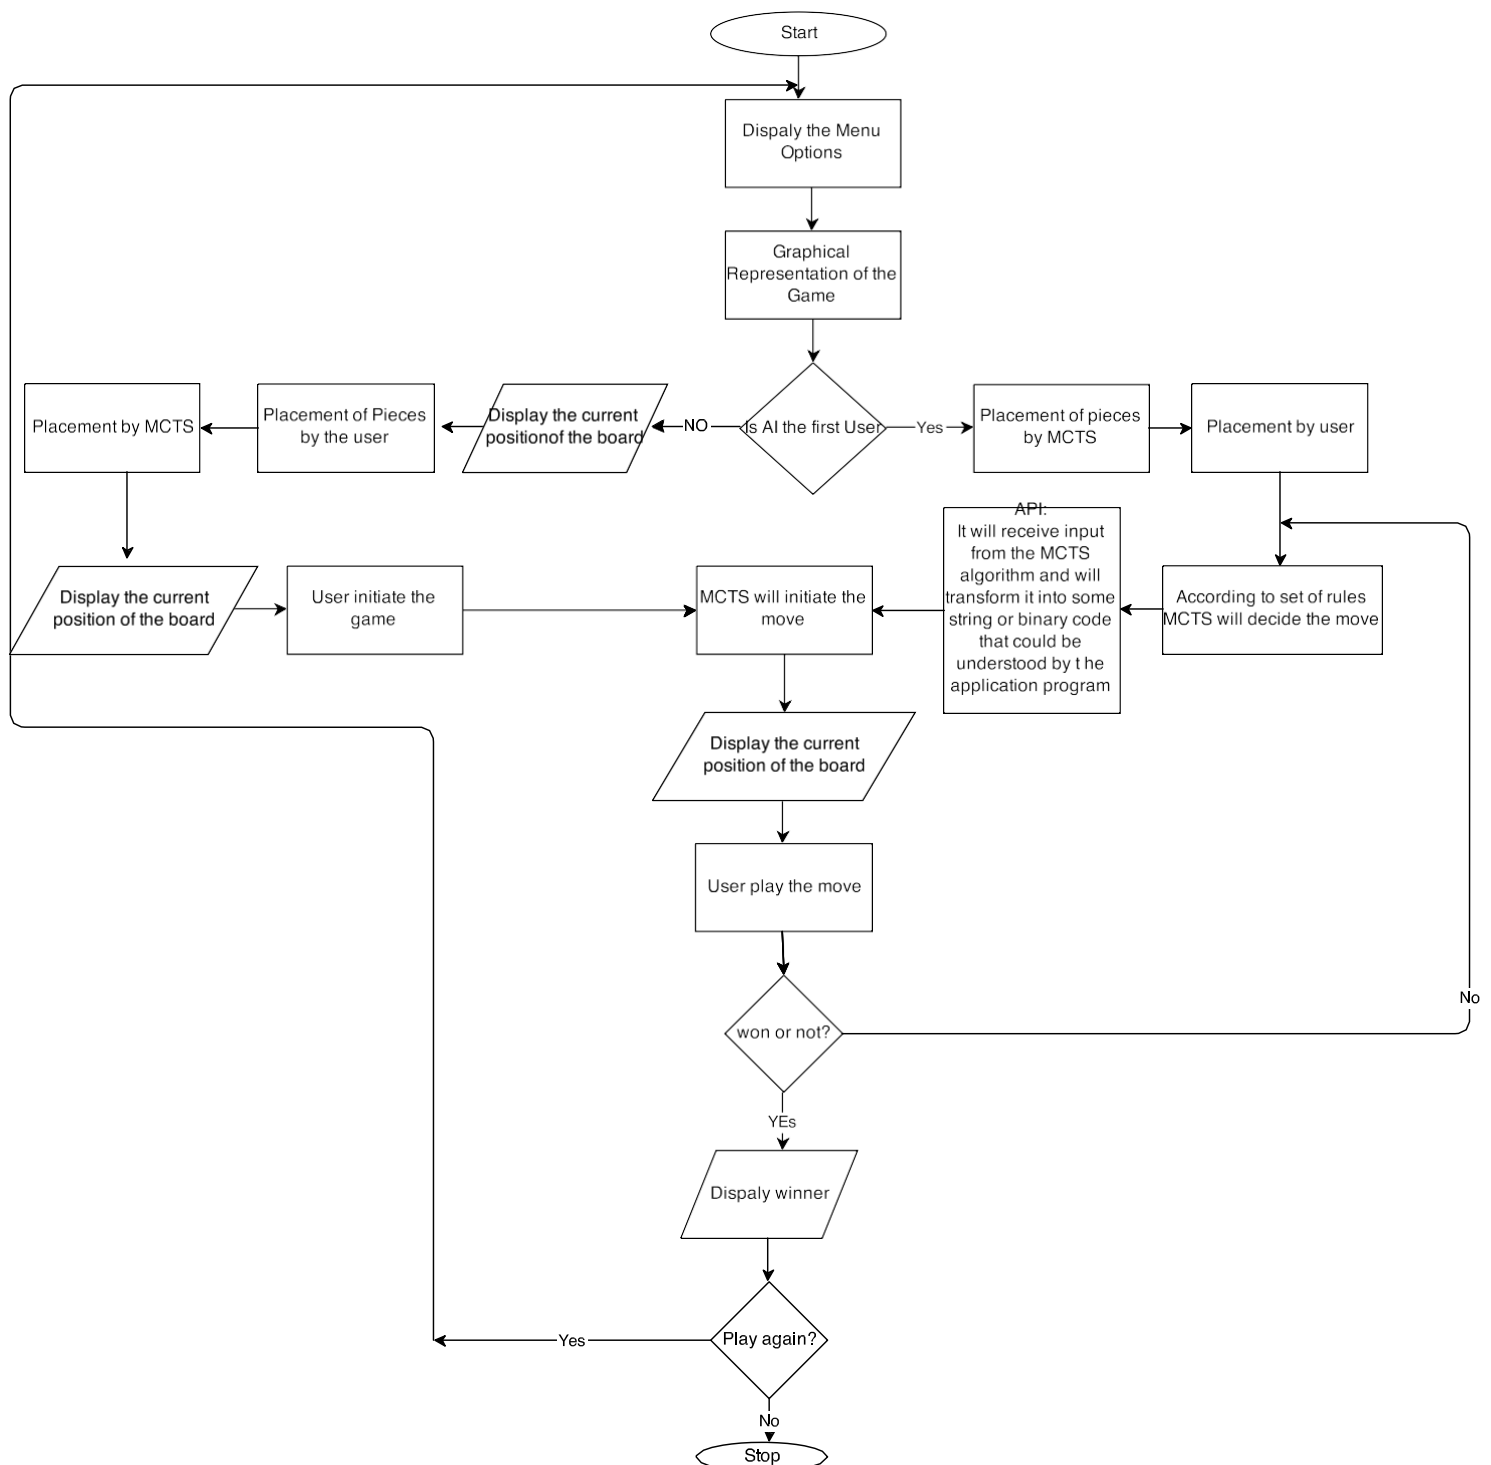 Start
Dispaly the Menu
Options
Graphical
Representation of the
Game
Is AI the first User
NO
Display the current
positionof the board
Placement of Pieces
by the user
Placement by MCTS
Yes
Placement of pieces
by MCTS
Placement by user
Display the current
position of the board
User initiate the
game
MCTS will initiate the
move
API:
It will receive input
from the MCTS
algorithm and will
transform it into some
string or binary code
that could be
understood by t he
application program
According to set of rules
MCTS will decide the move
Display the current
position of the board
User play the move
won or not?
No
YEs
Dispaly winner
Play again?
Yes
No
Stop